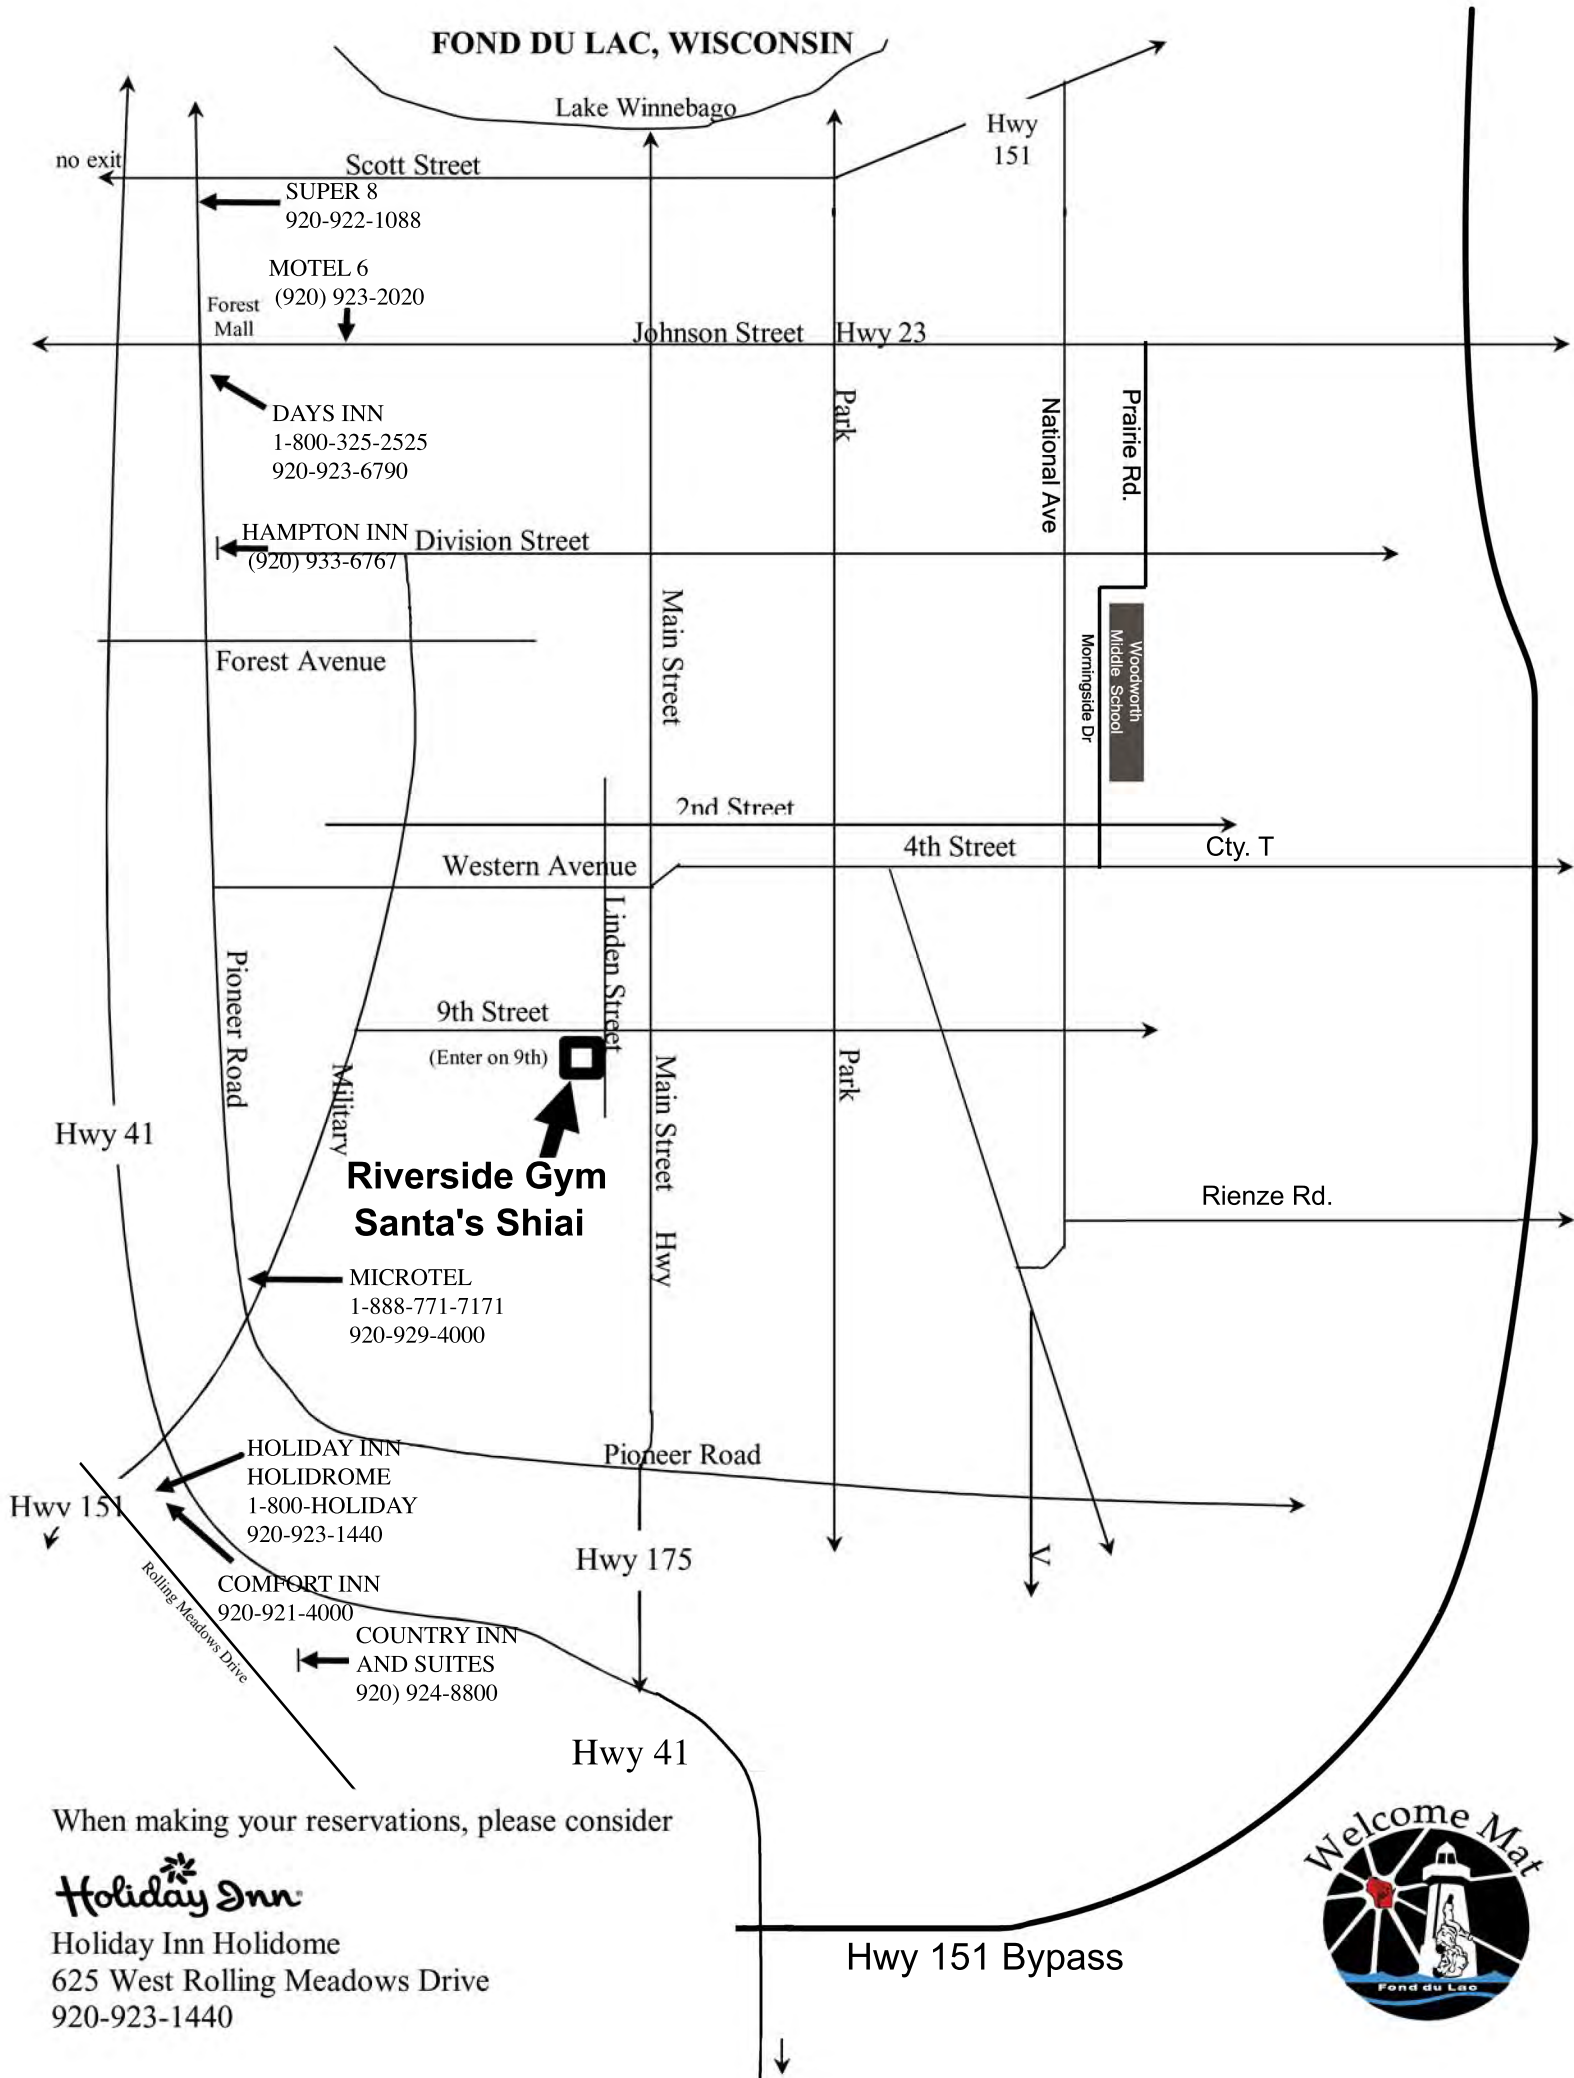 FOND DU LAC, WISCONSIN
Lake Winnebago
Hwy
151
no exit
Scott Street
SUPER 8
920-922-1088
MOTEL 6
(920) 923-2020
Forest
Mall
Johnson Street
Hwy 23
DAYS INN
1-800-325-2525
920-923-6790
Park
National Ave
Prairie Rd.
HAMPTON INN
(920) 933-6767
Division Street
Main Street
Forest Avenue
Woodworth
Middle School
Morningside Dr
2nd Street
4th Street
Cty. T
Western Avenue
Linden Street
Pioneer Road
9th Street
(Enter on 9th)
Military
Main Street
Hwy
Park
Hwy 41
Riverside Gym
Santa's Shiai
Rienze Rd.
MICROTEL
1-888-771-7171
920-929-4000
Pioneer Road
HOLIDAY INN
HOLIDROME
1-800-HOLIDAY
920-923-1440
Hwy 151
Hwy 175
V
COMFORT INN
920-921-4000
Rolling Meadows Drive
COUNTRY INN
AND SUITES
920) 924-8800
Hwy 41
When making your reservations, please consider
Holiday Inn
Holiday Inn Holidome
625 West Rolling Meadows Drive
920-923-1440
Hwy 151 Bypass
Welcome Mat
Fond du Lac